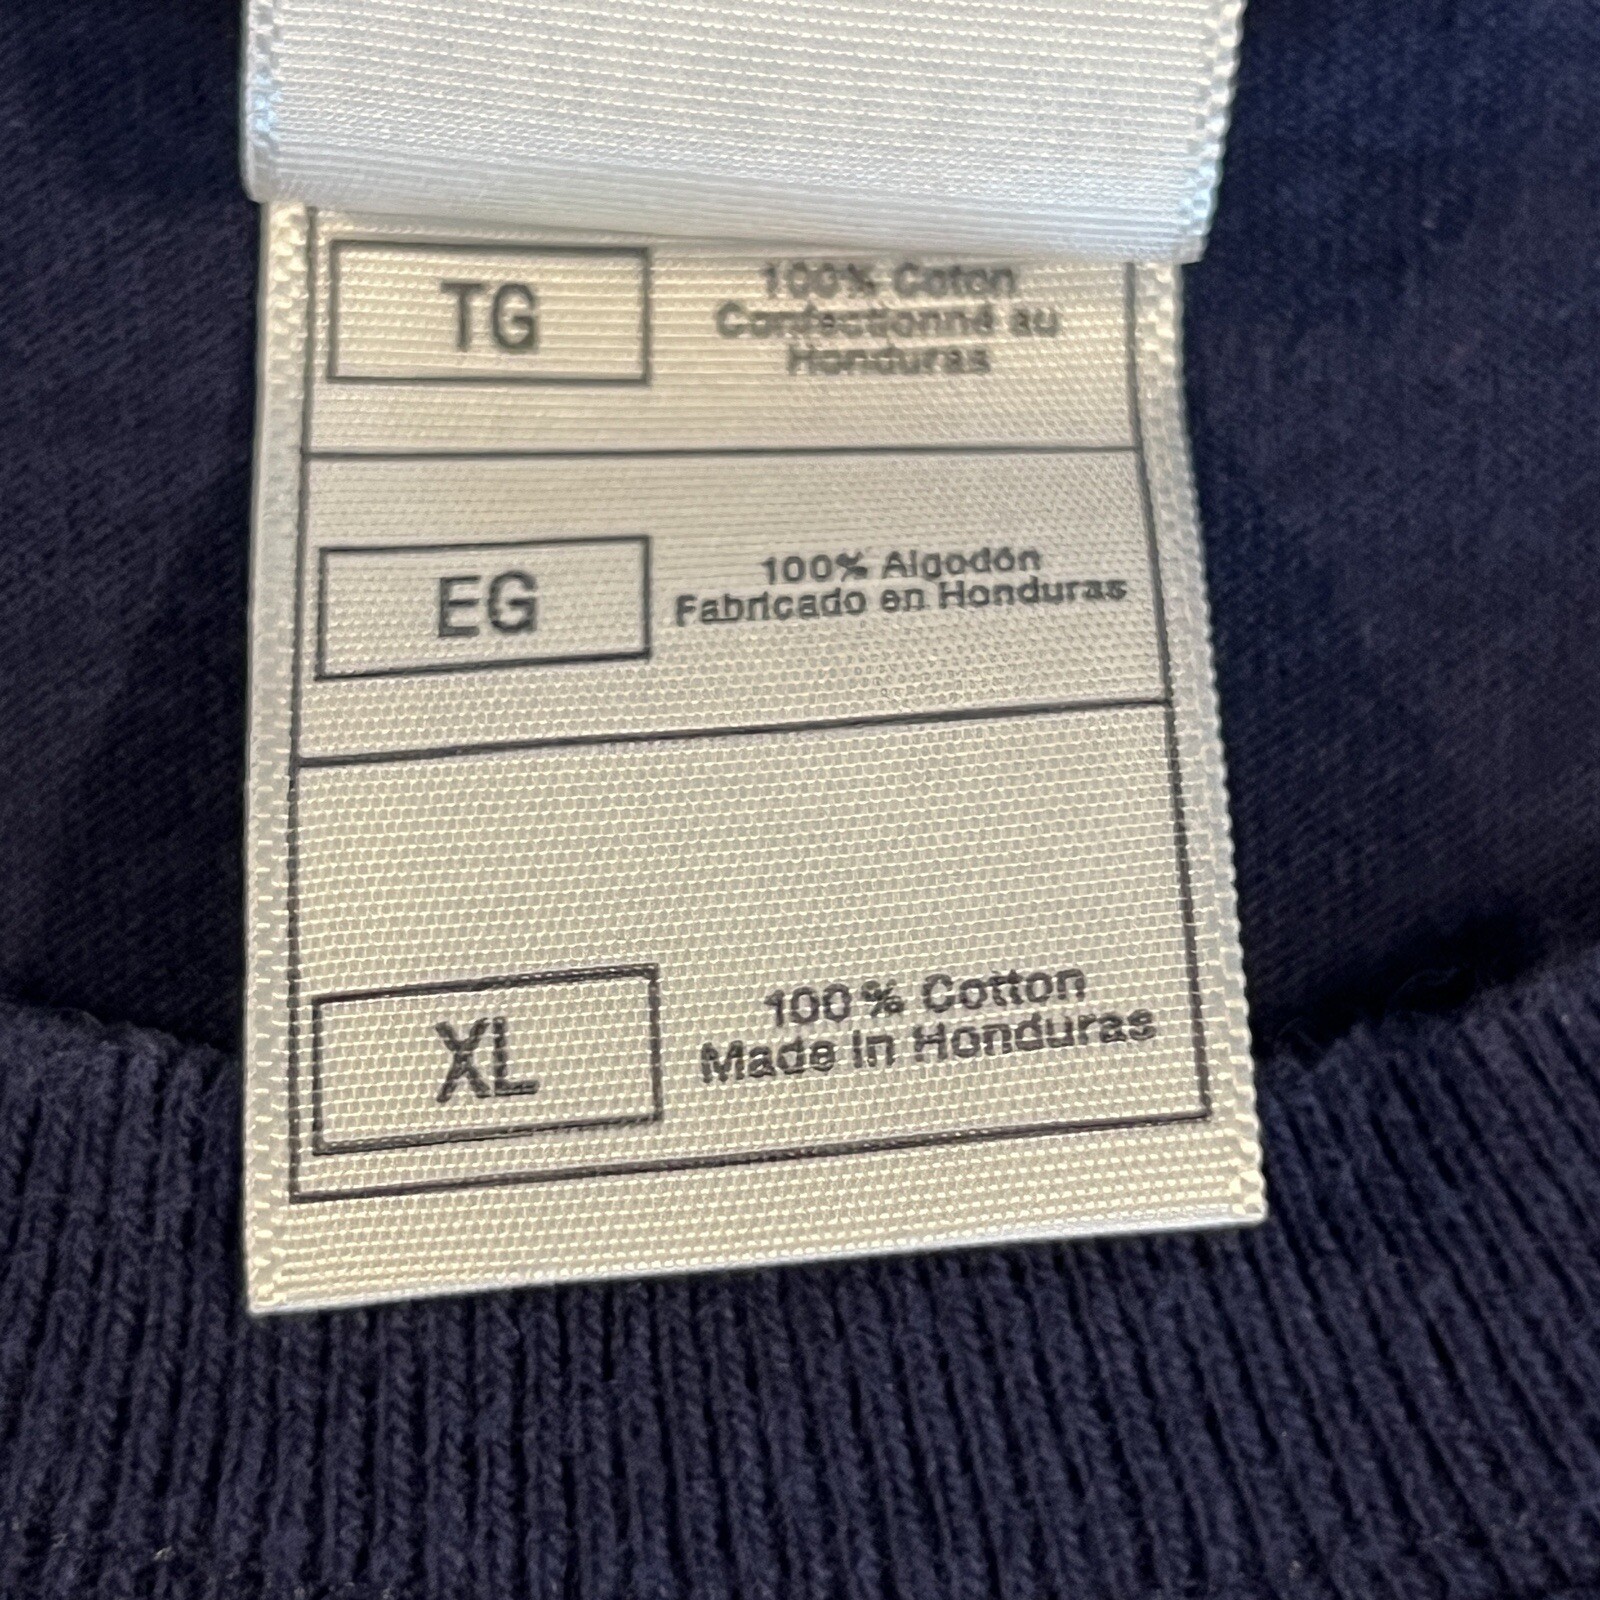 TG
100% Coton
Confectionné au
Honduras
EG
100% Algodón
Fabricado en Honduras
XL
100% Cotton
Made in Honduras